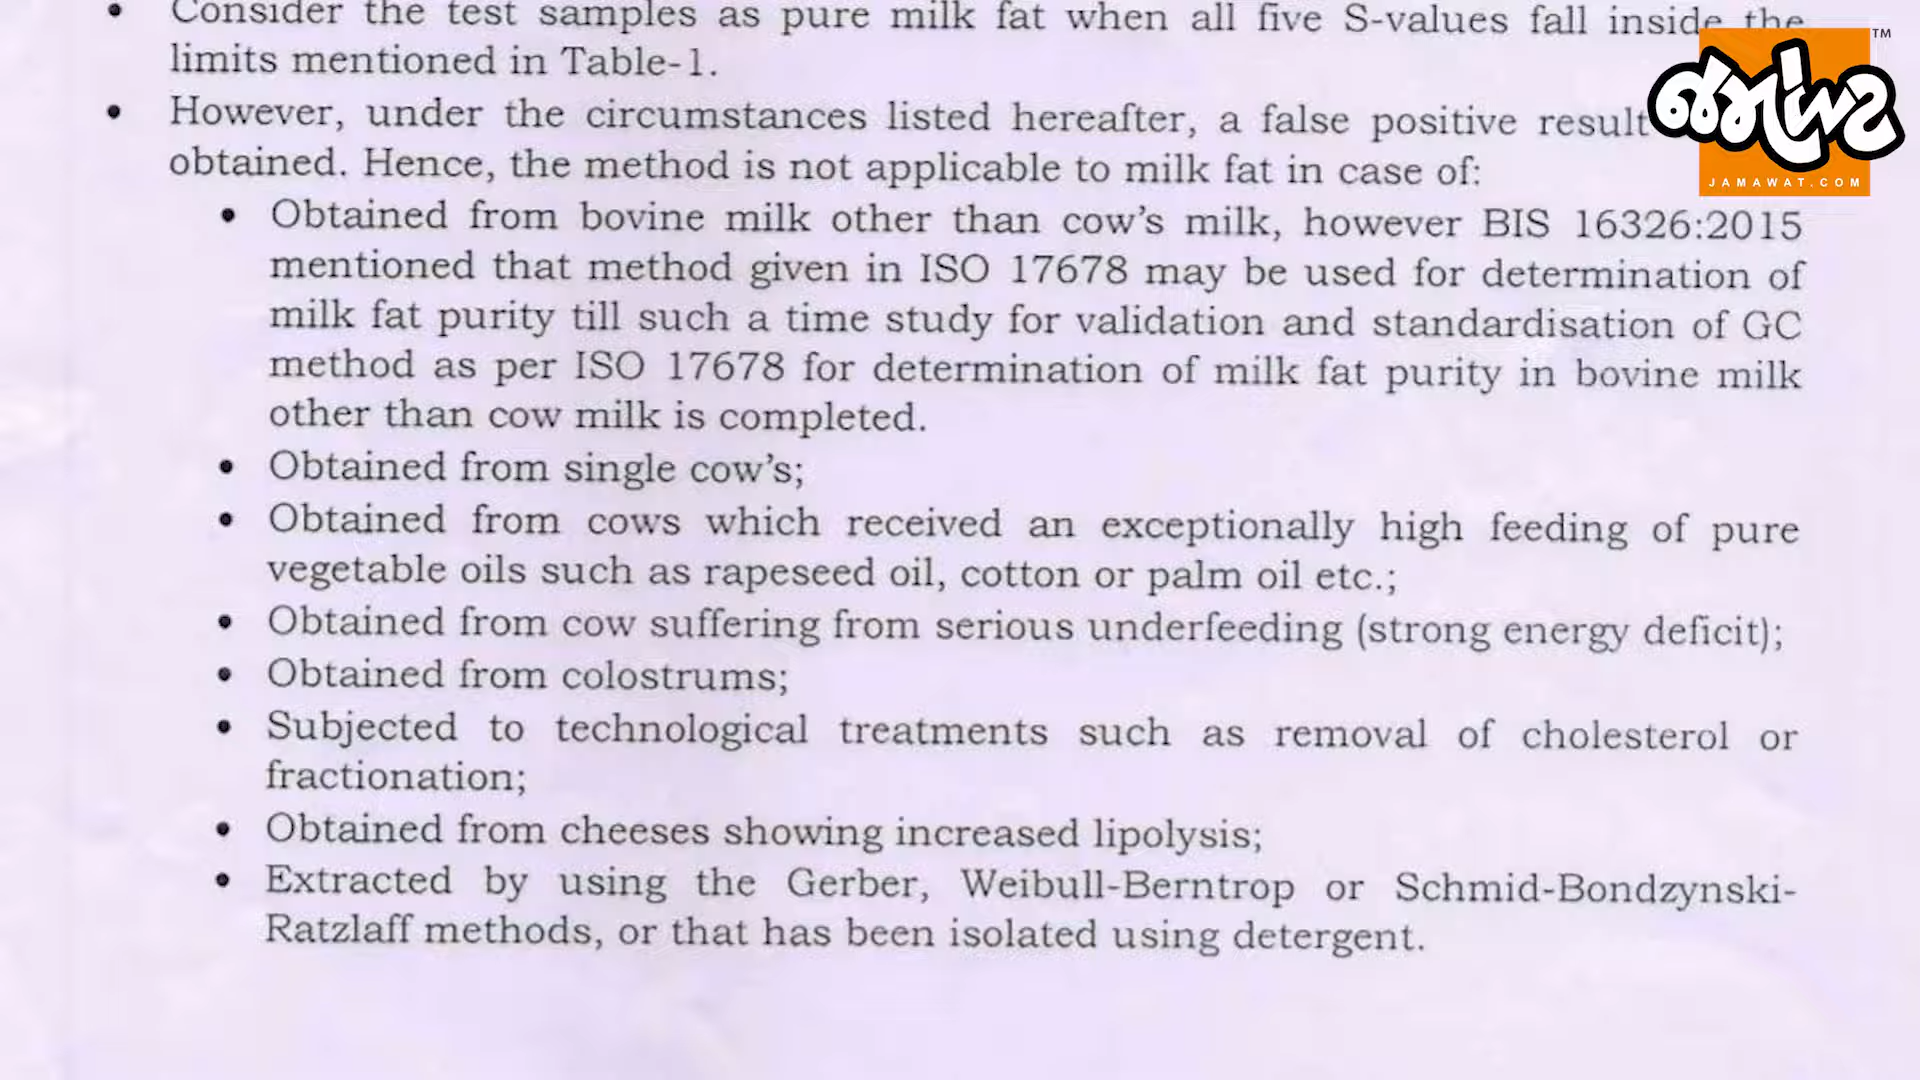 Consider the test samples as pure milk fat when all five S-values fall inside the
limits mentioned in Table-1.
However, under the circumstances listed hereafter, a false positive result
obtained. Hence, the method is not applicable to milk fat in case of:
Obtained from bovine milk other than cow's milk, however BIS 16326:2015
mentioned that method given in ISO 17678 may be used for determination of
milk fat purity till such a time study for validation and standardisation of GC
method as per ISO 17678 for determination of milk fat purity in bovine milk
other than cow milk is completed.
Obtained from single cow's;
Obtained from cows which received an exceptionally high feeding of pure
vegetable oils such as rapeseed oil, cotton or palm oil etc.;
Obtained from cow suffering from serious underfeeding (strong energy deficit);
Obtained from colostrums;
Subjected to technological treatments such as removal of cholesterol or
fractionation;
Obtained from cheeses showing increased lipolysis;
Extracted by using the Gerber, Weibull-Berntrop or Schmid-Bondzynski-
Ratzlaff methods, or that has been isolated using detergent.
જમાવટ
TM
JAMAWAT.COM